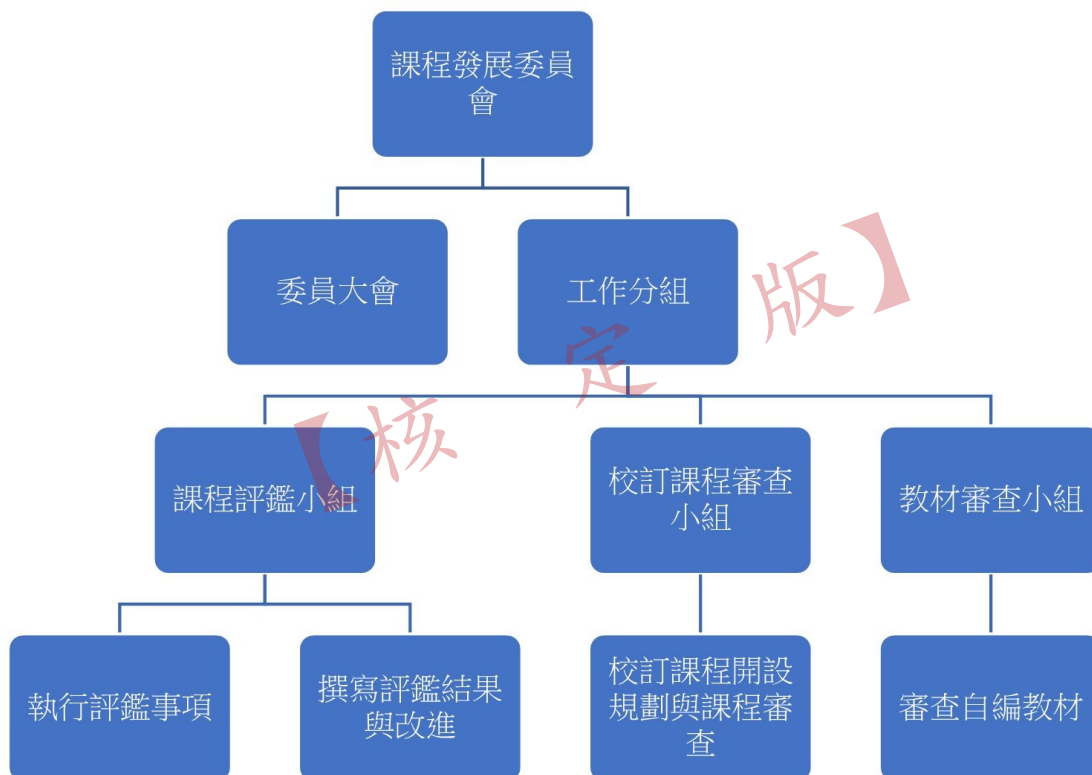 課程發展委員
會
委員大會
工作分組
【核定版】
課程評鑑小組
校訂課程審查
小組
教材審查小組
執行評鑑事項
撰寫評鑑結果
與改進
校訂課程開設
規劃與課程審
查
審查自編教材